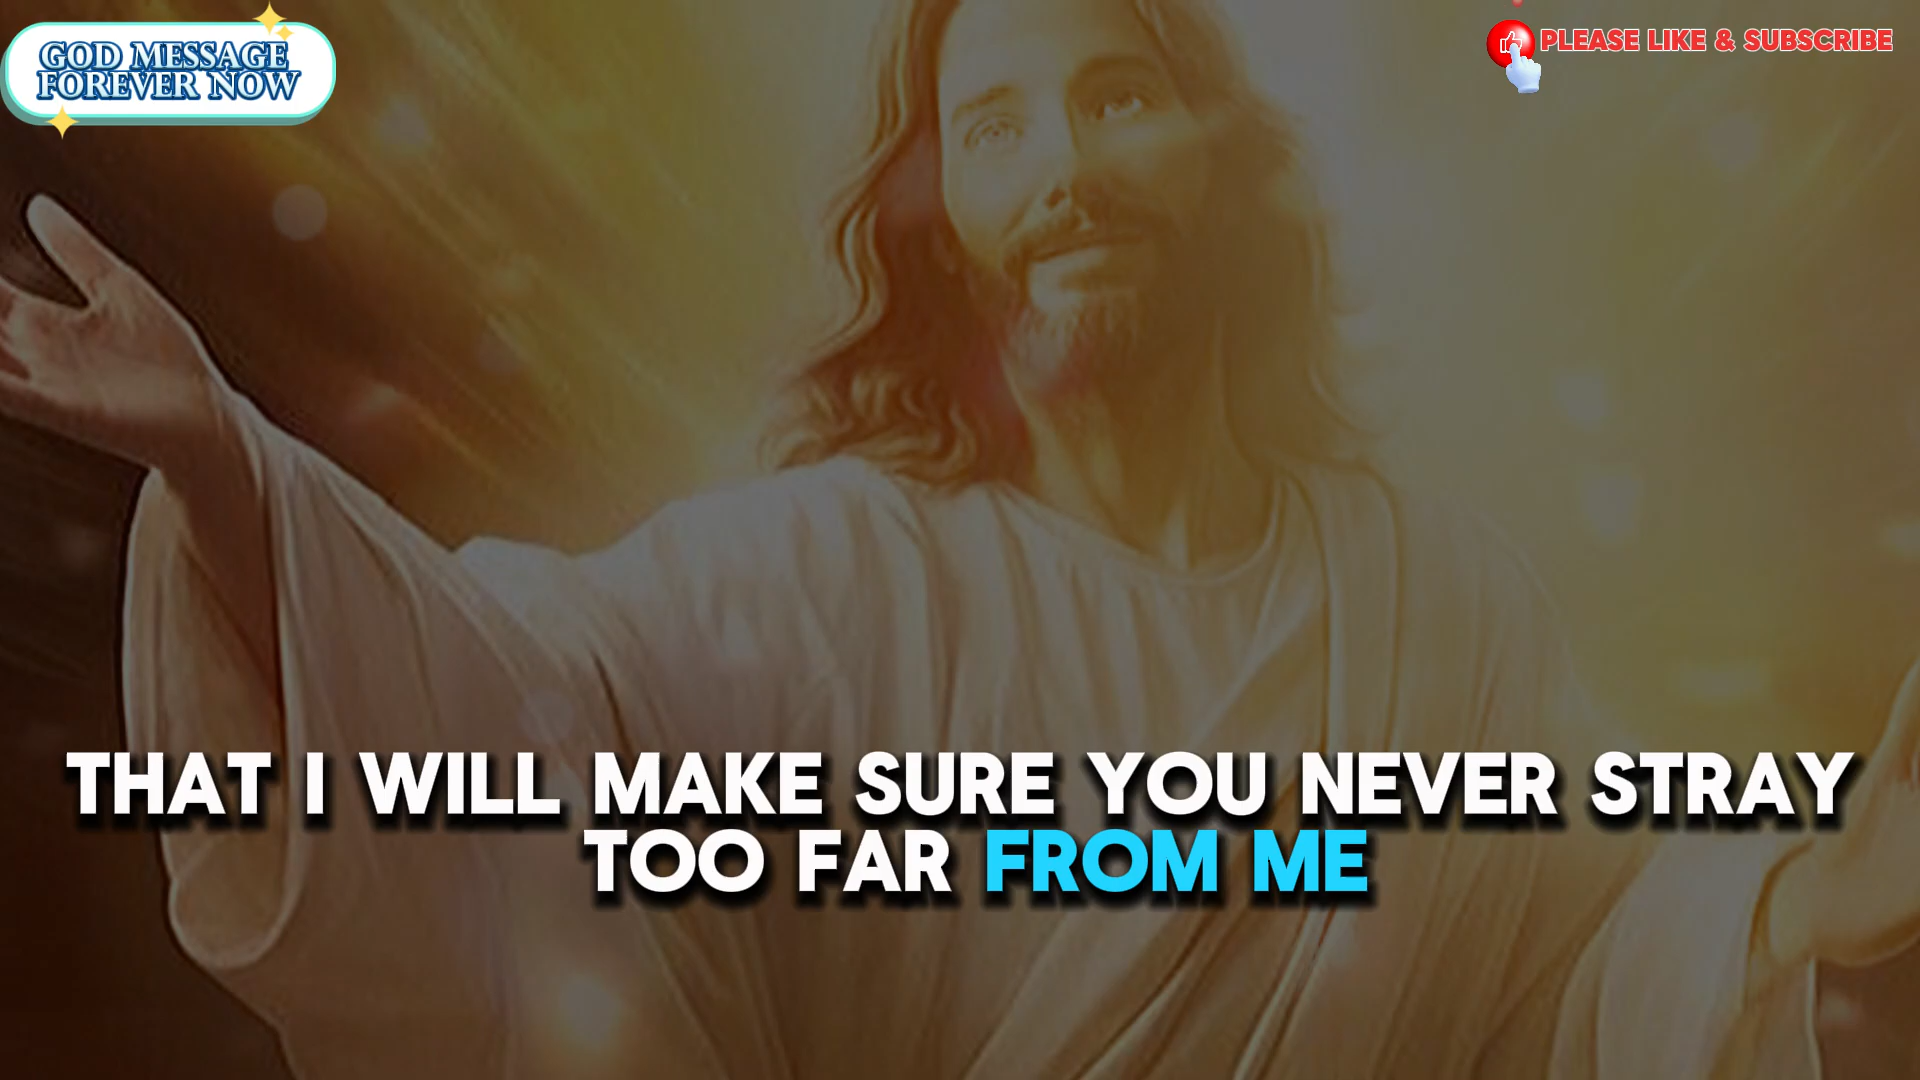 GOD MESSAGE
FOREVER NOW
PLEASE LIKE & SUBSCRIBE
THAT I WILL MAKE SURE YOU NEVER STRAY
TOO FAR FROM ME